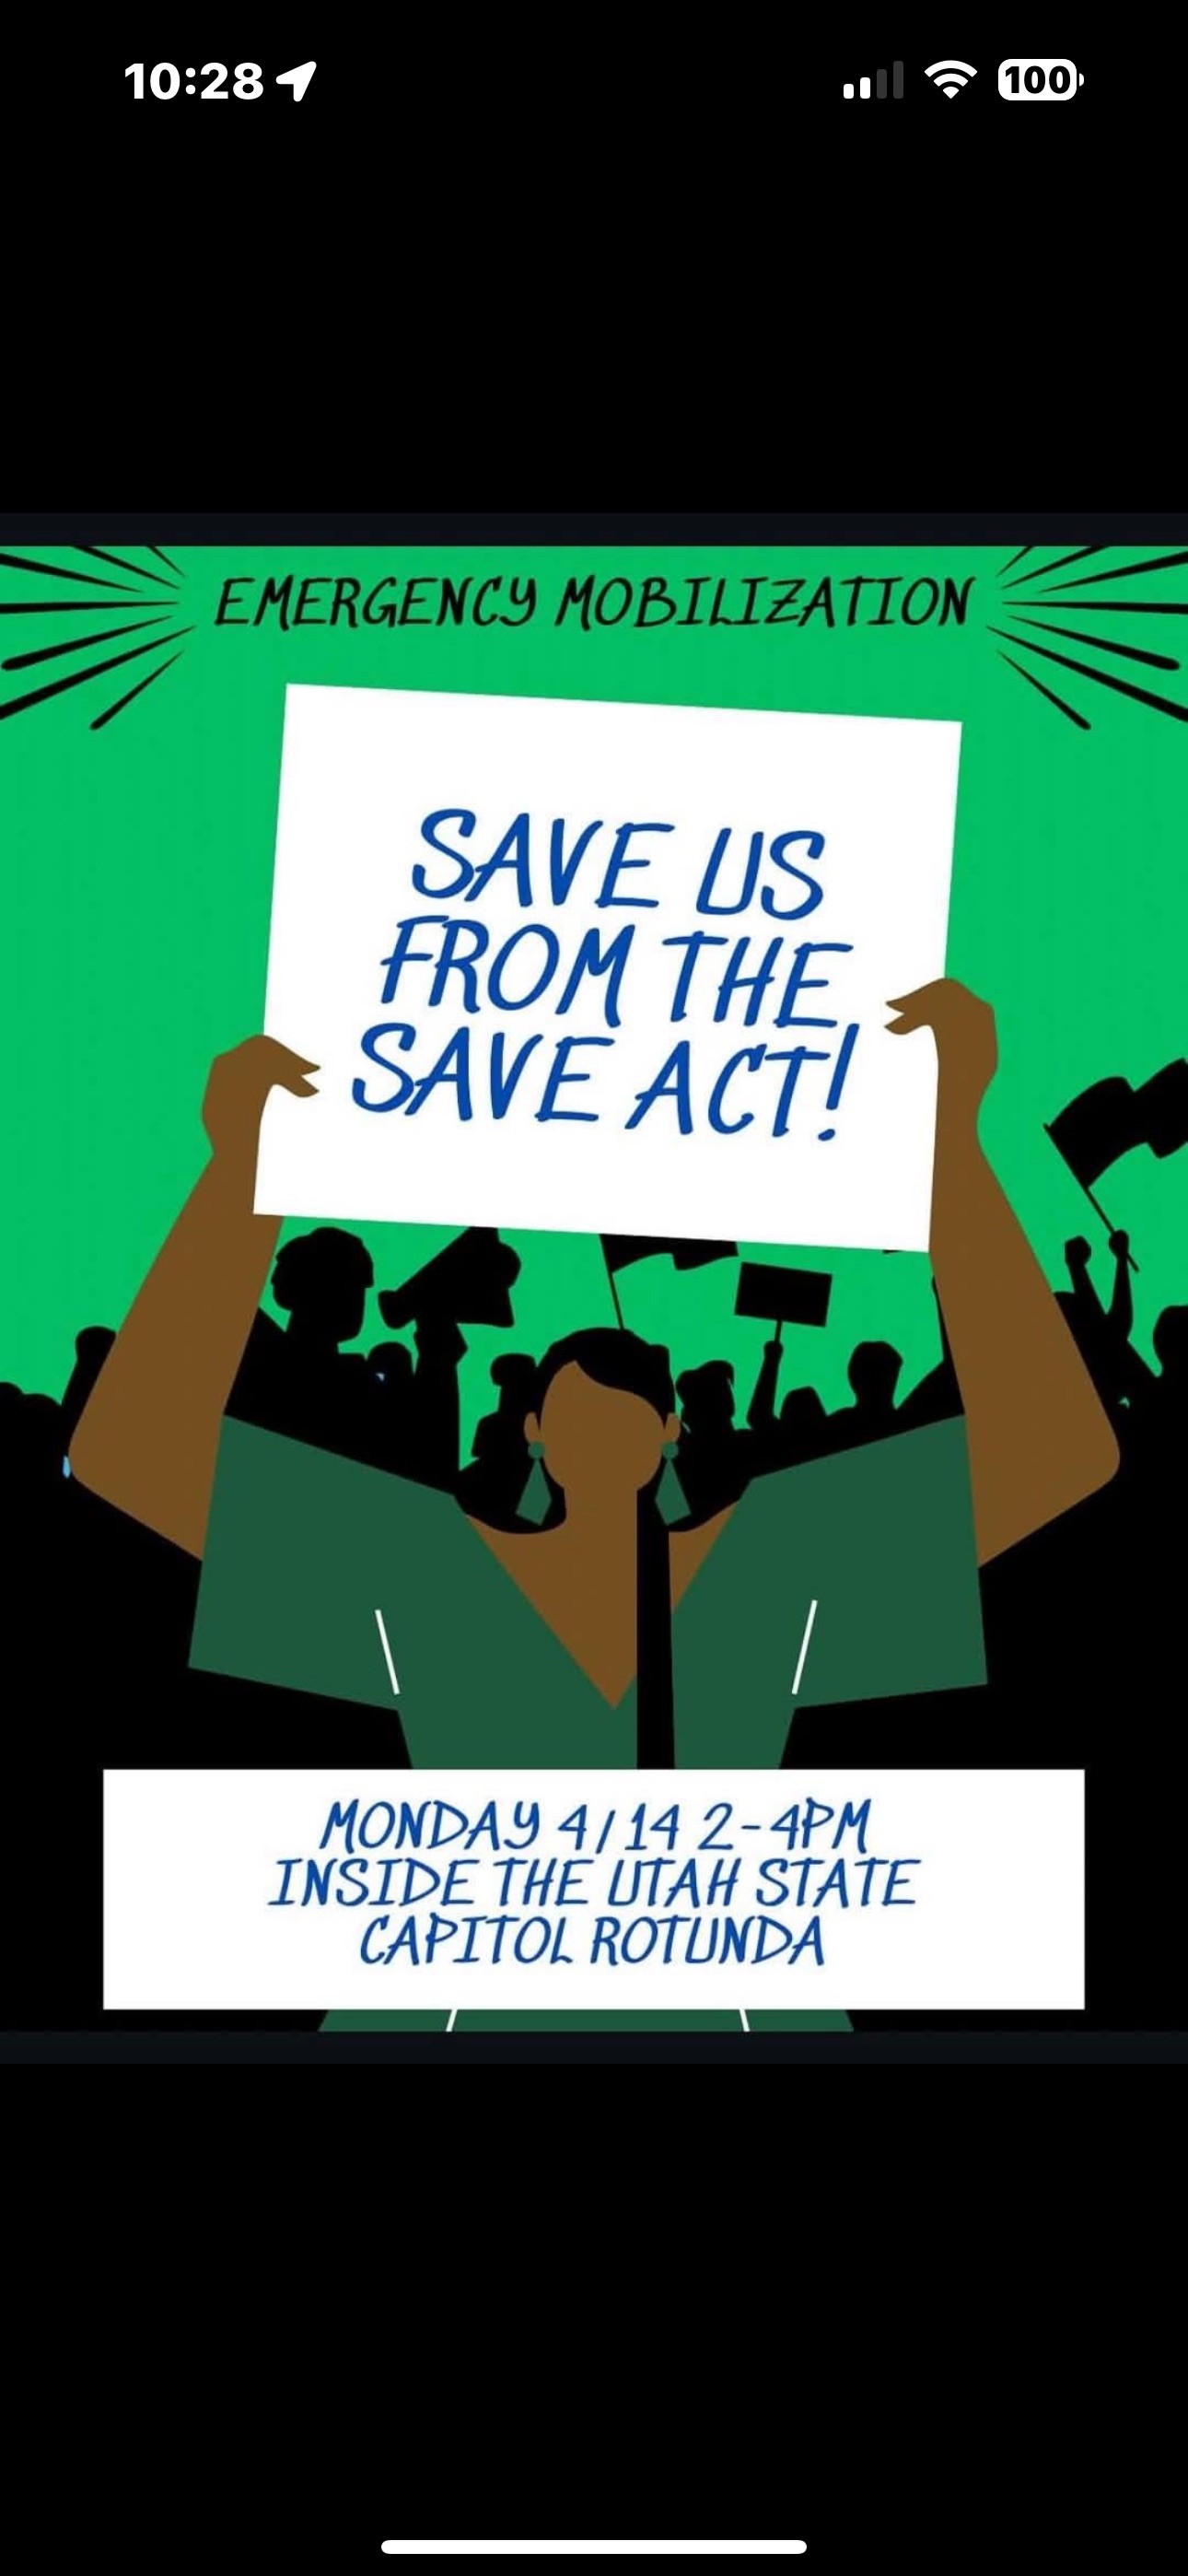 10:28
100
EMERGENCY MOBILIZATION
SAVE US
FROM THE
SAVE ACT!
MONDAY 4/14 2-4PM
INSIDE THE UTAH STATE
CAPITOL ROTUNDA